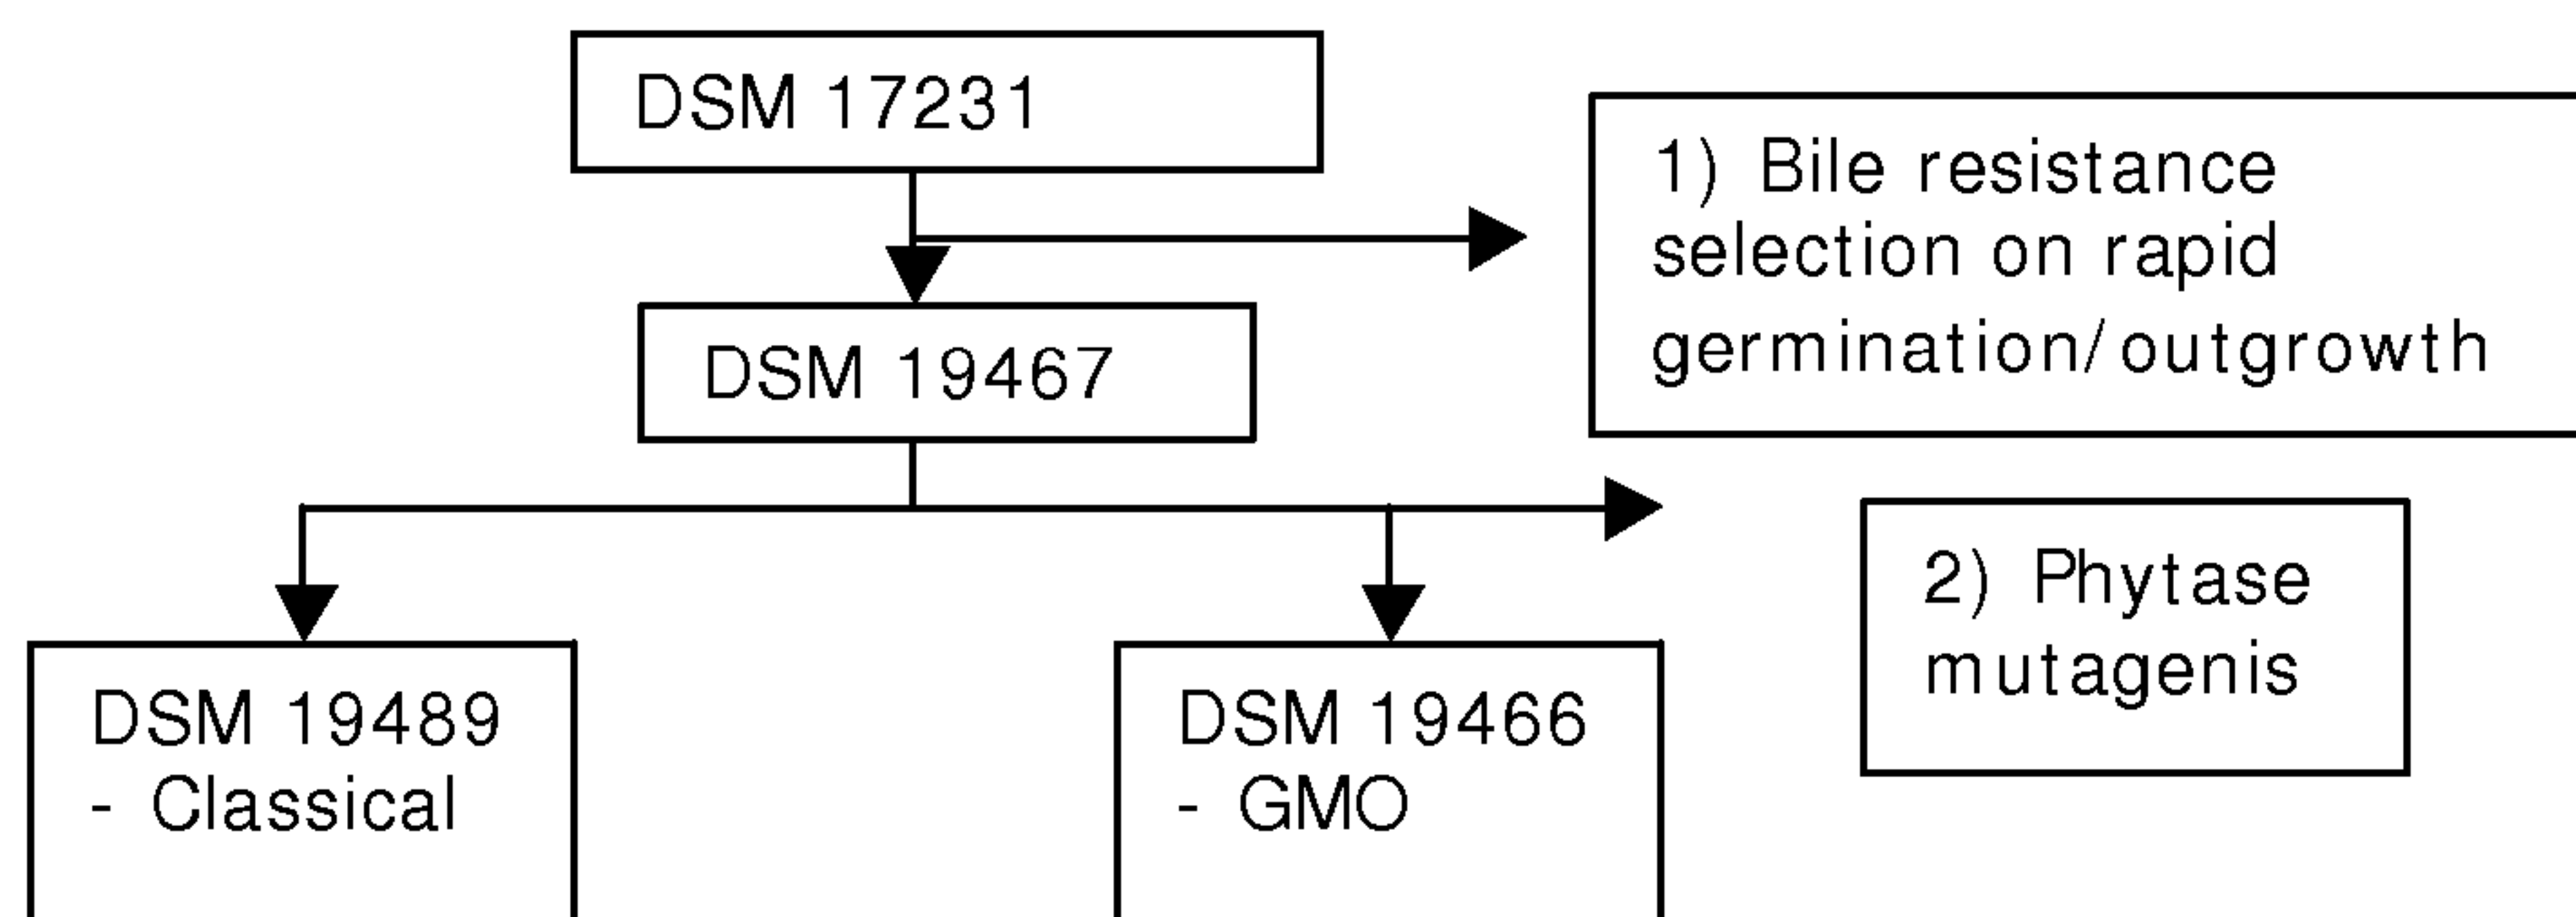 DSM 17231
1) Bile resistance
selection on rapid
germination/outgrowth
DSM 19467
2) Phytase
mutagenis
DSM 19489
- Classical
DSM 19466
- GMO